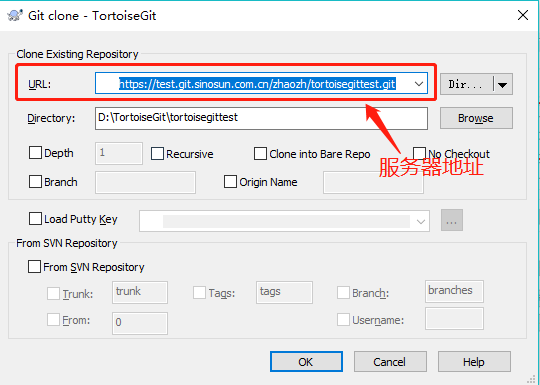 Git clone - TortoiseGit
Clone Existing Repository
URL: https://test.git.sinosun.com.cn/zhaozh/tortoisegittest.git Dir...
Directory: D:\TortoiseGit\tortoisegittest Browse
Depth 1 Recursive Clone into Bare Repo No Checkout
服务器地址
Branch Origin Name
Load Putty Key ...
From SVN Repository
From SVN Repository
Trunk: trunk Tags: tags Branch: branches
From: 0 Username:
OK Cancel Help